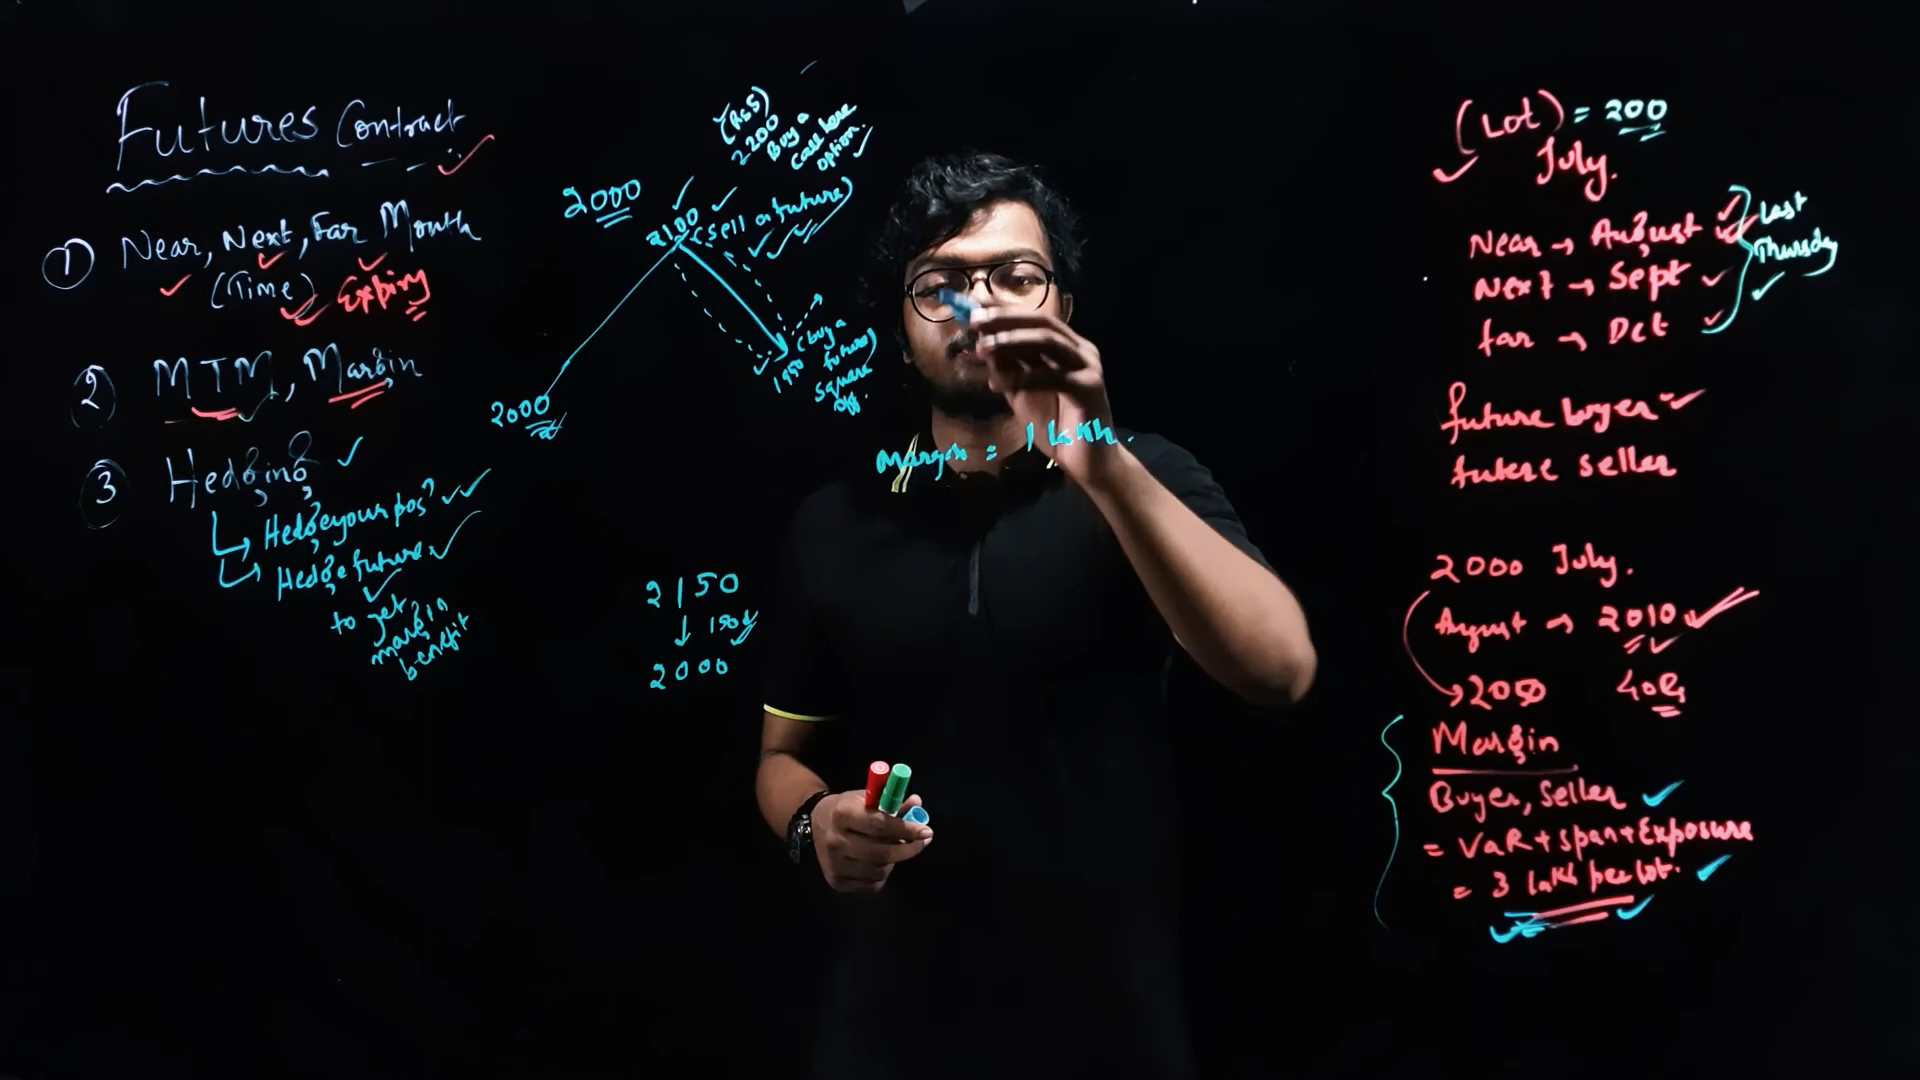 Futures Contract
① Near, Next, Far Month
(Time) Expiry
② MTM, Margin
③ Hedging
Hedge your pos?
Hedge future
to get
margin
benefit
2000
(RSS)
2200
Buy a
Call
option.
2100
(sell a future)
2000
1950 (buy a
future)
square
off.
Margin = 1 lakh.
2150
↓ 150
2000
(Lot) = 200
July.
Near → August
Next → Sept
far → Oct
Last
Thursday
future buyer
future seller
2000 July.
August → 2010
Margin
Buyer, Seller
= VaR + Span + Exposure
= 3 lakh per lot.